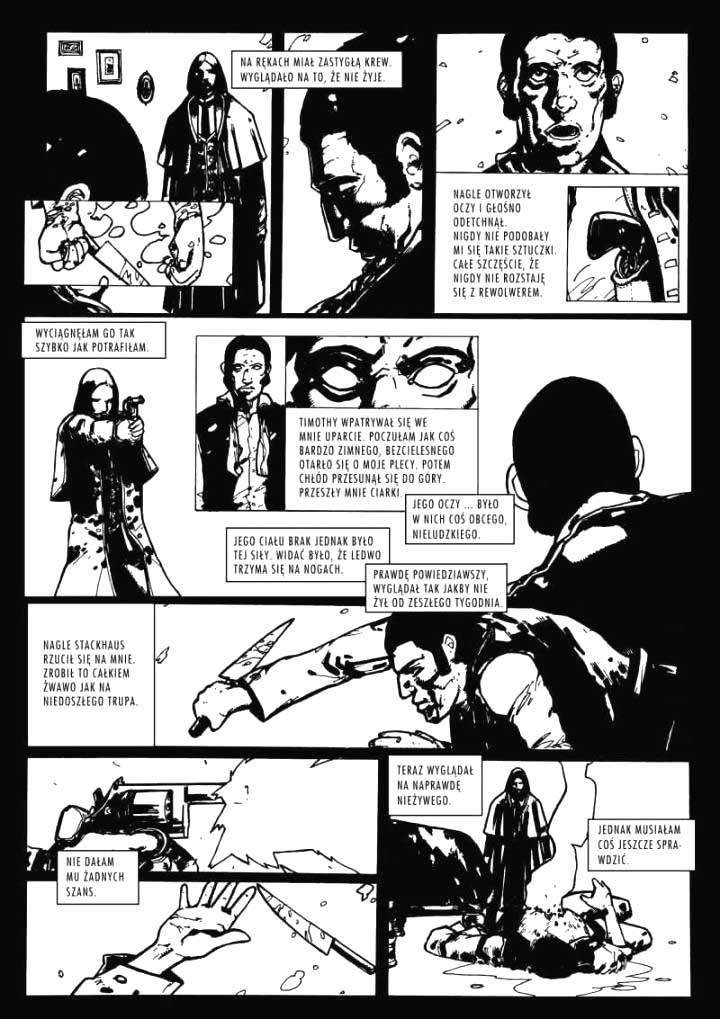 NA RĘKACH MIAŁ ZASTYGŁĄ KREW.
WYGLĄDAŁO NA TO, ŻE NIE ŻYJE.
NAGLE OTWORZYŁ
OCZY I GŁOŚNO
ODETCHNĄŁ.
NIGDY NIE PODOBAŁY
MI SIĘ TAKIE SZTUCZKI.
CAŁE SZCZĘŚCIE, ŻE
NIGDY NIE ROZSTAJĘ
SIĘ Z REWOLWEREM.
WYCIĄGNĘŁAM GO TAK
SZYBKO JAK POTRAFIŁAM.
TIMOTHY WPATRYWAŁ SIĘ WE
MNIE UPARCIE. POCZUŁAM JAK COŚ
BARDZO ZIMNEGO, BEZCIELESNEGO
OTARŁO SIĘ O MOJE PLECY. POTEM
CHŁÓD PRZESUNĄŁ SIĘ DO GÓRY.
PRZESZŁY MNIE CIARKI.
JEGO OCZY ... BYŁO
W NICH COŚ OBCEGO,
NIELUDZKIEGO.
JEGO CIAŁU BRAK JEDNAK BYŁO
TEJ SIŁY. WIDAĆ BYŁO, ŻE LEDWO
TRZYMA SIĘ NA NOGACH.
PRAWDĘ POWIEDZIAWSZY,
WYGLĄDAŁ TAK JAKBY NIE
ŻYŁ OD ZESZŁEGO TYGODNIA.
NAGLE STACKHAUS
RZUCIŁ SIĘ NA MNIE.
ZROBIŁ TO CAŁKIEM
ŻWAWO JAK NA
NIEDOSZŁEGO TRUPA.
NIE DAŁAM
MU ŻADNYCH
SZANS.
TERAZ WYGLĄDAŁ
NA NAPRAWDĘ
NIEŻYWEGO.
JEDNAK MUSIAŁAM
COŚ JESZCZE SPRA-
WDZIĆ.